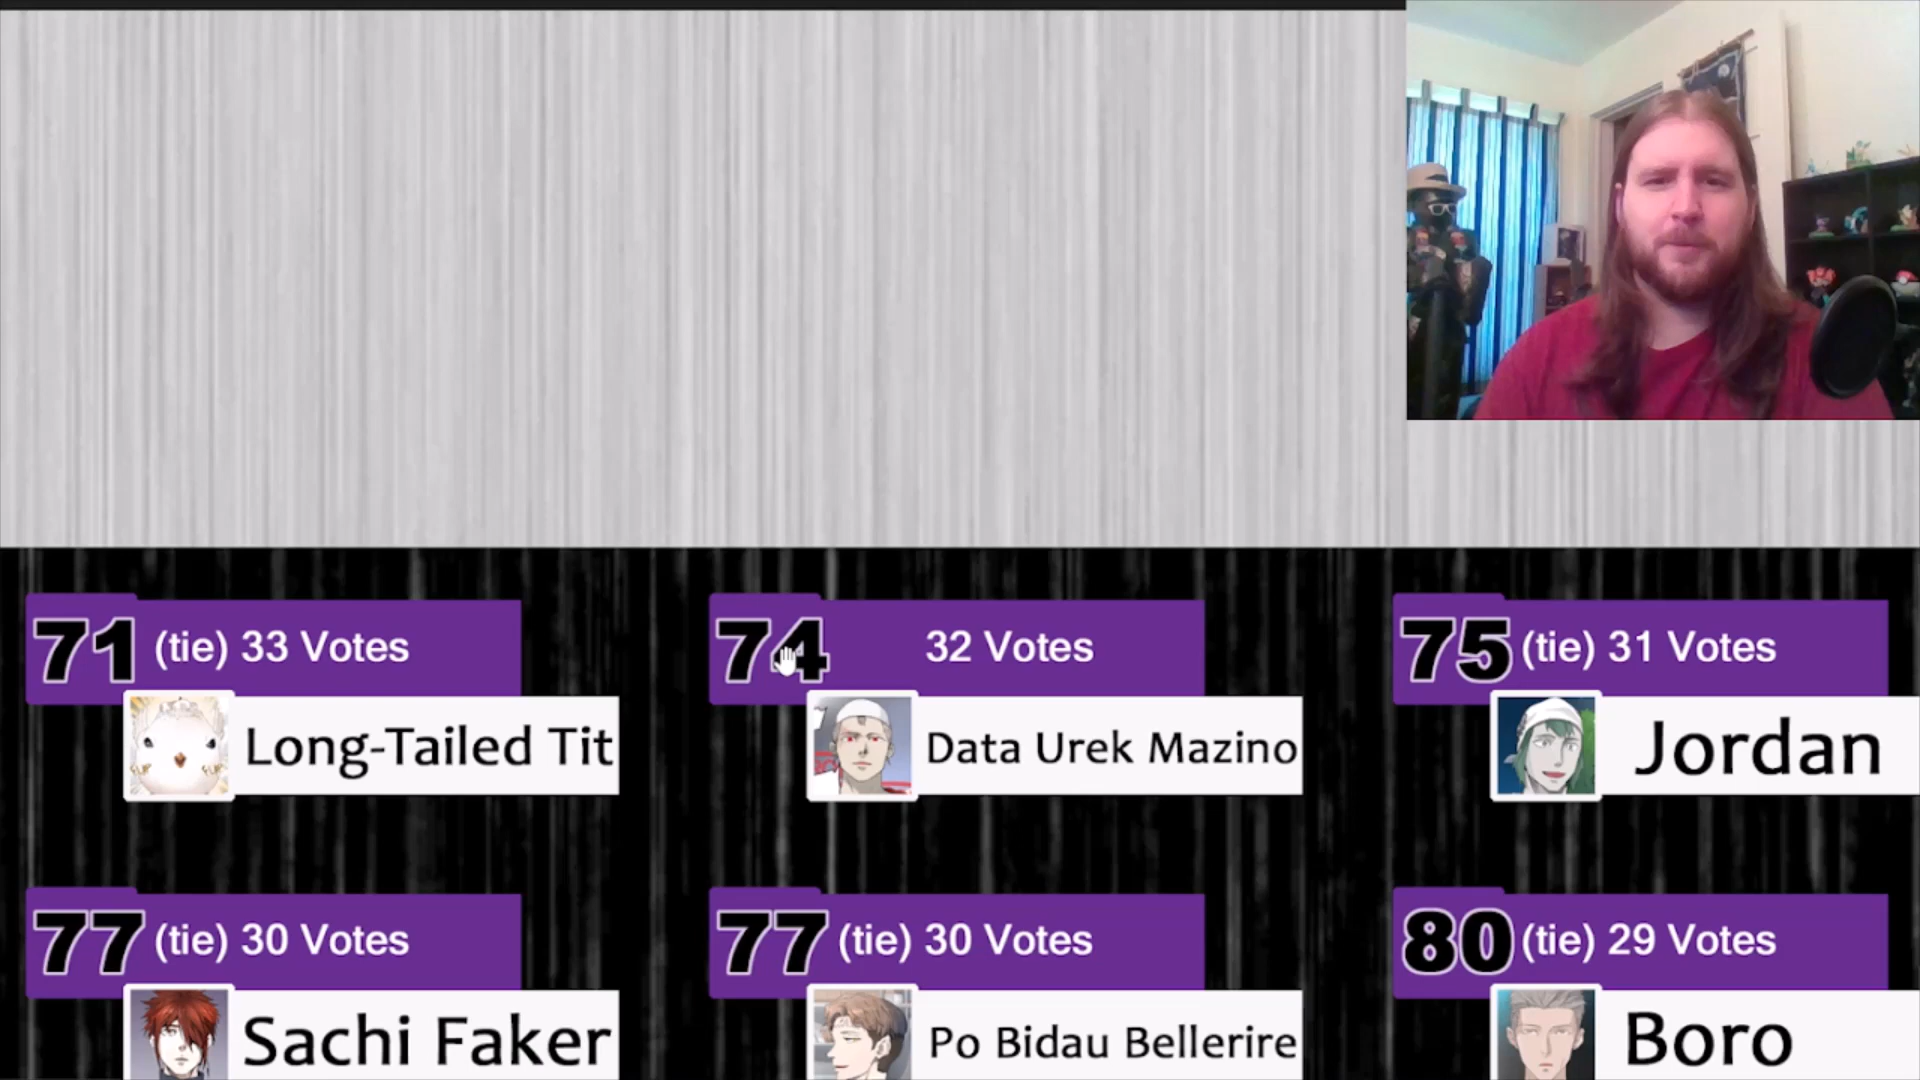 71 (tie) 33 Votes
Long-Tailed Tit
74 32 Votes
Data Urek Mazino
75 (tie) 31 Votes
Jordan
77 (tie) 30 Votes
Sachi Faker
77 (tie) 30 Votes
Po Bidau Bellerire
80 (tie) 29 Votes
Boro